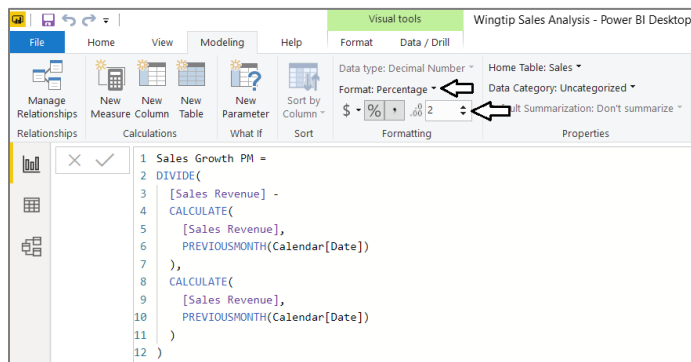 Visual tools Wingtip Sales Analysis - Power BI Desktop
File Home View Modeling Help Format Data / Drill
Manage Relationships
New Measure
New Column
New Table
New Parameter
Sort by Column
Data type: Decimal Number
Format: Percentage
$ % , .0 .00 2
Home Table: Sales
Data Category: Uncategorized
ult Summarization: Don't summarize
Relationships Calculations What If Sort Formatting Properties
1 Sales Growth PM =
2 DIVIDE(
3 [Sales Revenue] -
4 CALCULATE(
5 [Sales Revenue],
6 PREVIOUSMONTH(Calendar[Date])
7 ),
8 CALCULATE(
9 [Sales Revenue],
10 PREVIOUSMONTH(Calendar[Date])
11 )
12 )